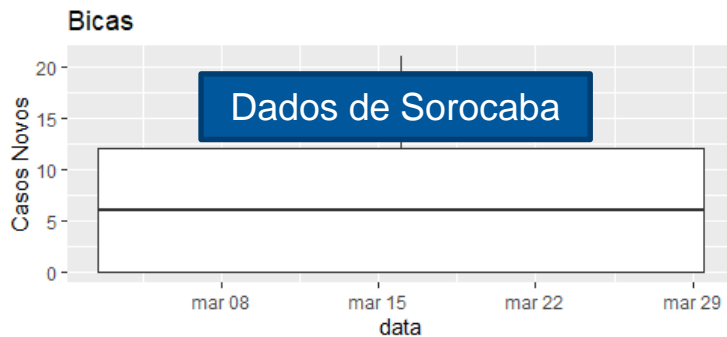 Bicas
Dados de Sorocaba
Casos Novos
20
15
10
5
0
mar 08 mar 15 mar 22 mar 29
data